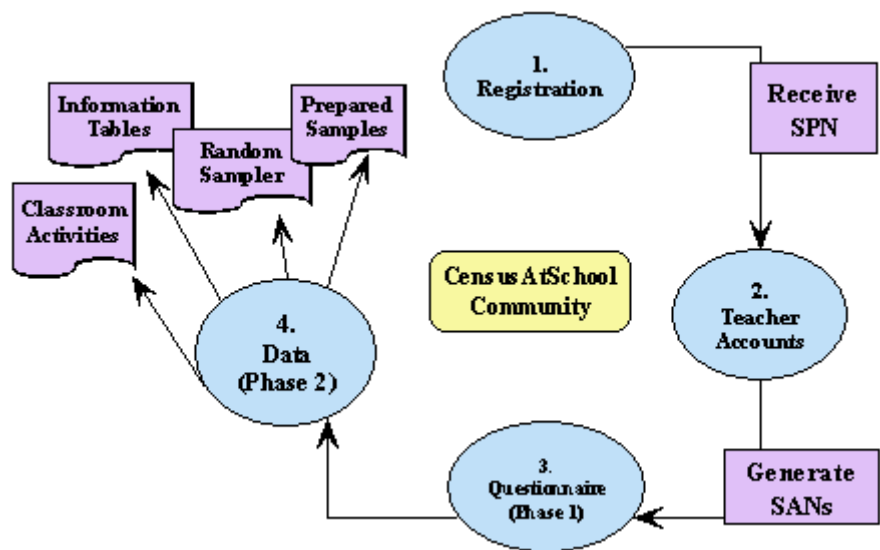 1.
Registration
Receive
SPN
2.
Teacher
Accounts
Generate
SANs
3.
Questionnaire
(Phase 1)
4.
Data
(Phase 2)
Classroom
Activities
Information
Tables
Random
Sampler
Prepared
Samples
CensusAtSchool
Community